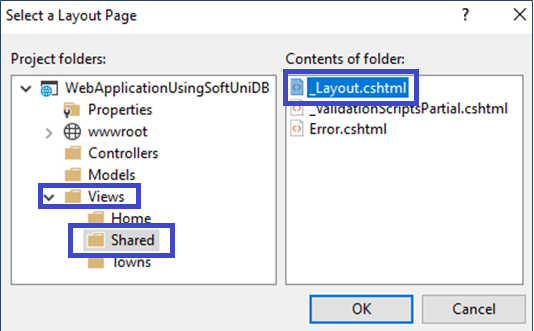 Select a Layout Page
?
Project folders:
Contents of folder:
WebApplicationUsingSoftUniDB
Properties
wwwroot
Controllers
Models
Views
Home
Shared
Towns
_Layout.cshtml
_ValidationScriptsPartial.cshtml
Error.cshtml
OK
Cancel